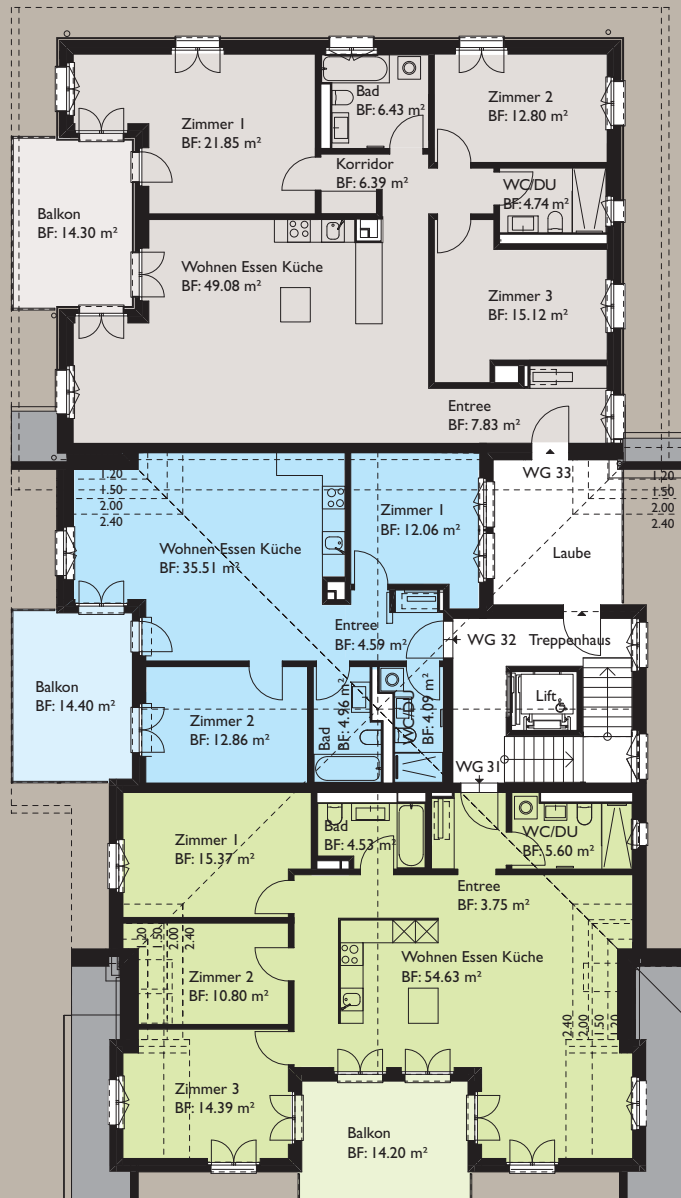 Zimmer 1
BF: 21.85 m²
Bad
BF: 6.43 m²
Zimmer 2
BF: 12.80 m²
Korridor
BF: 6.39 m²
WC/DU
BF: 4.74 m²
Balkon
BF: 14.30 m²
Wohnen Essen Küche
BF: 49.08 m²
Zimmer 3
BF: 15.12 m²
Entree
BF: 7.83 m²
WG 33
1.20
1.50
2.00
2.40
1.20
1.50
2.00
2.40
Zimmer 1
BF: 12.06 m²
Wohnen Essen Küche
BF: 35.51 m²
Laube
Entree
BF: 4.59 m²
WG 32
Treppenhaus
Balkon
BF: 14.40 m²
Zimmer 2
BF: 12.86 m²
Bad
BF: 4.96 m²
WC/DU
BF: 4.09 m²
Lift
WG 31
Zimmer 1
BF: 15.37 m²
Bad
BF: 4.53 m²
WC/DU
BF: 5.60 m²
Entree
BF: 3.75 m²
1.20
1.50
2.00
2.40
Zimmer 2
BF: 10.80 m²
Wohnen Essen Küche
BF: 54.63 m²
2.40
2.00
1.50
1.20
Zimmer 3
BF: 14.39 m²
Balkon
BF: 14.20 m²